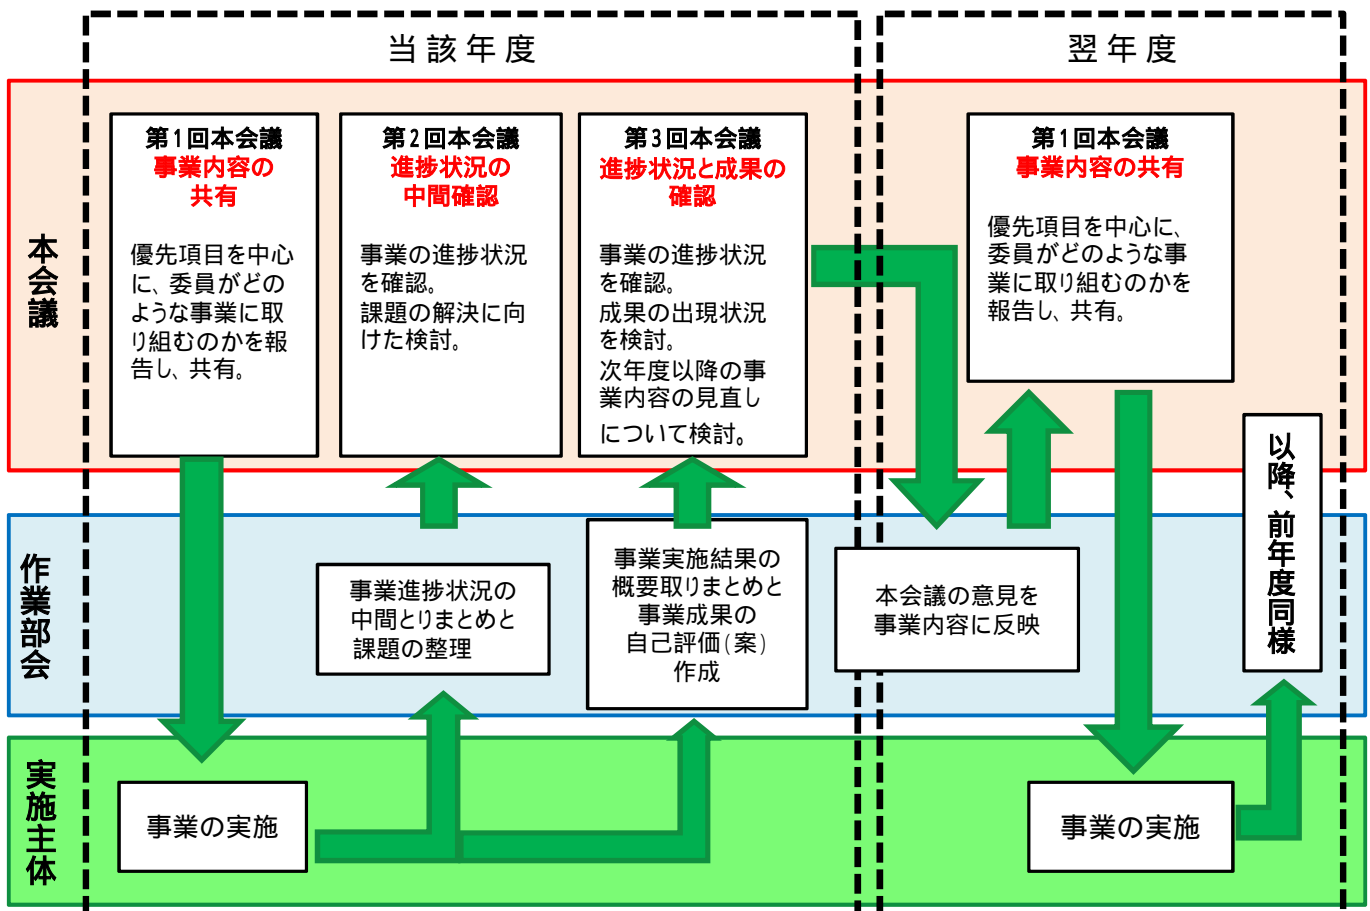 当該年度
翌年度
本会議
第1回本会議
事業内容の
共有
優先項目を中心
に、委員がどの
ような事業に取
り組むのかを報
告し、共有。
第2回本会議
進捗状況の
中間確認
事業の進捗状況
を確認。
課題の解決に向
けた検討。
第3回本会議
進捗状況と成果の
確認
事業の進捗状況
を確認。
成果の出現状況
を検討。
次年度以降の事
業内容の見直し
について検討。
第1回本会議
事業内容の共有
優先項目を中心に、
委員がどのような事
業に取り組むのかを
報告し、共有。
作業部会
事業進捗状況の
中間とりまとめと
課題の整理
事業実施結果の
概要取りまとめと
事業成果の
自己評価(案)
作成
本会議の意見を
事業内容に反映
以降、前年度同様
実施主体
事業の実施
事業の実施